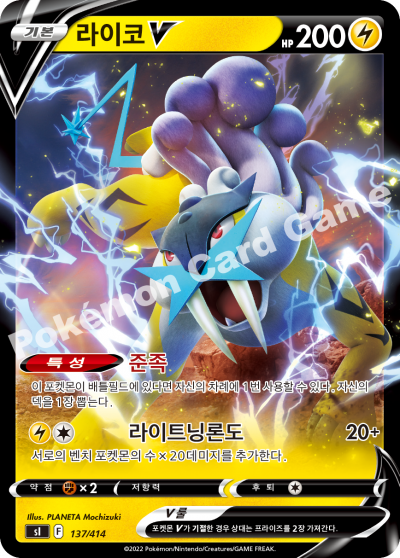 기본 라이코 V HP 200
Pokémon Card Game
특성 준족
이 포켓몬이 배틀필드에 있다면 자신의 차례에 1번 사용할 수 있다. 자신의
덱을 1장 뽑는다.
라이트닝론도 20+
서로의 벤치 포켓몬의 수×20데미지를 추가한다.
약점 ×2 저항력 후퇴
Illus. PLANETA Mochizuki
V 룰
sI F 137/414
포켓몬 V가 기절한 경우 상대는 프라이즈를 2장 가져간다.
©2022 Pokémon/Nintendo/Creatures/GAME FREAK.